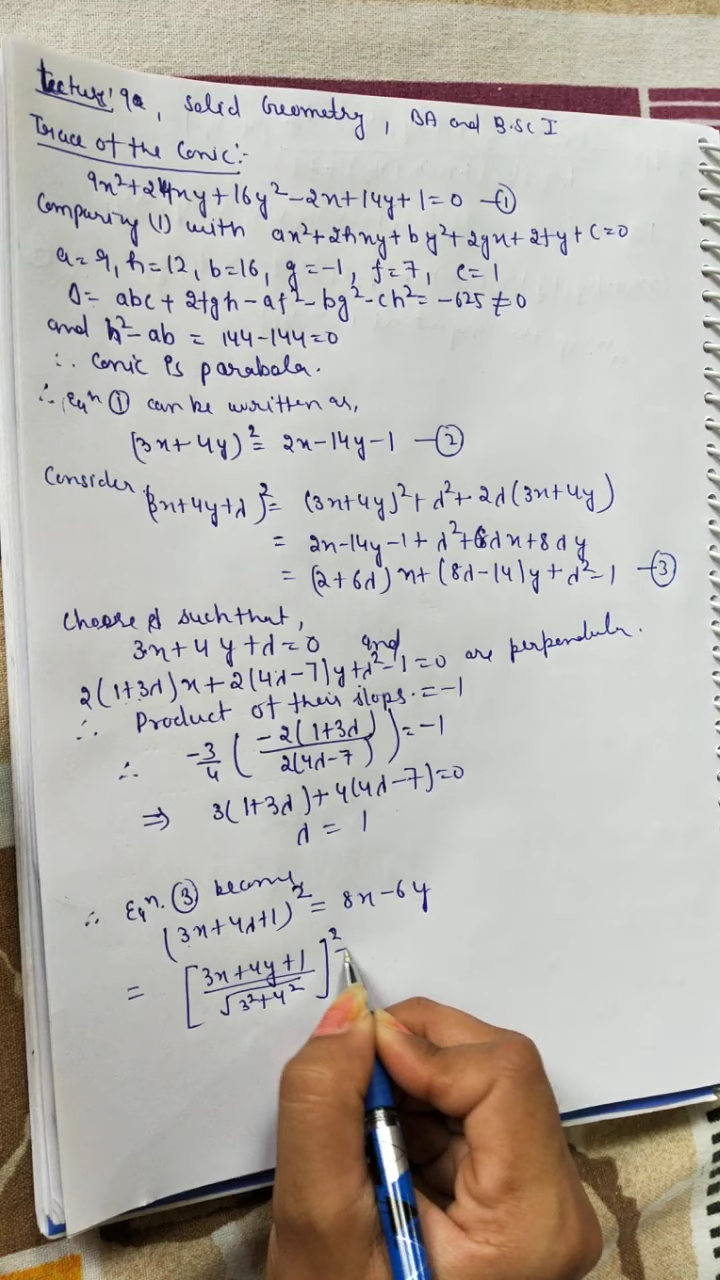 Lecture: 9a, Solid Geometry, BA and B.Sc I
Trace of the Conic:-
9x²+24xy+16y²-2x+14y+1=0 —①
Comparing (1) with ax²+2hxy+by²+2gx+2fy+c=0
a=9, h=12, b=16, g=-1, f=7, c=1
Δ= abc+2fgh-af²-bg²-ch²=-625≠0
and h²-ab = 144-144=0
∴ Conic is parabola.
∴ Eqⁿ ① can be written as,
(3x+4y)²= 2x-14y-1 —②
Consider, (3x+4y+λ)²= (3x+4y)²+λ²+2λ(3x+4y)
= 2x-14y-1+λ²+6λx+8λy
= (2+6λ)x+(8λ-14)y+λ²-1 —③
Choose λ such that,
3x+4y+λ=0 and
2(1+3λ)x+2(4λ-7)y+λ²-1=0 are perpendular.
∴ Product of their slops.=-1
∴ -3/4 (-2(1+3λ)/2(4λ-7))=-1
⇒ 3(1+3λ)+4(4λ-7)=0
λ = 1
∴ Eqⁿ. ③ becomes
(3x+4λ+1)²= 8x-6y
= [3x+4y+1/√3²+4²]²